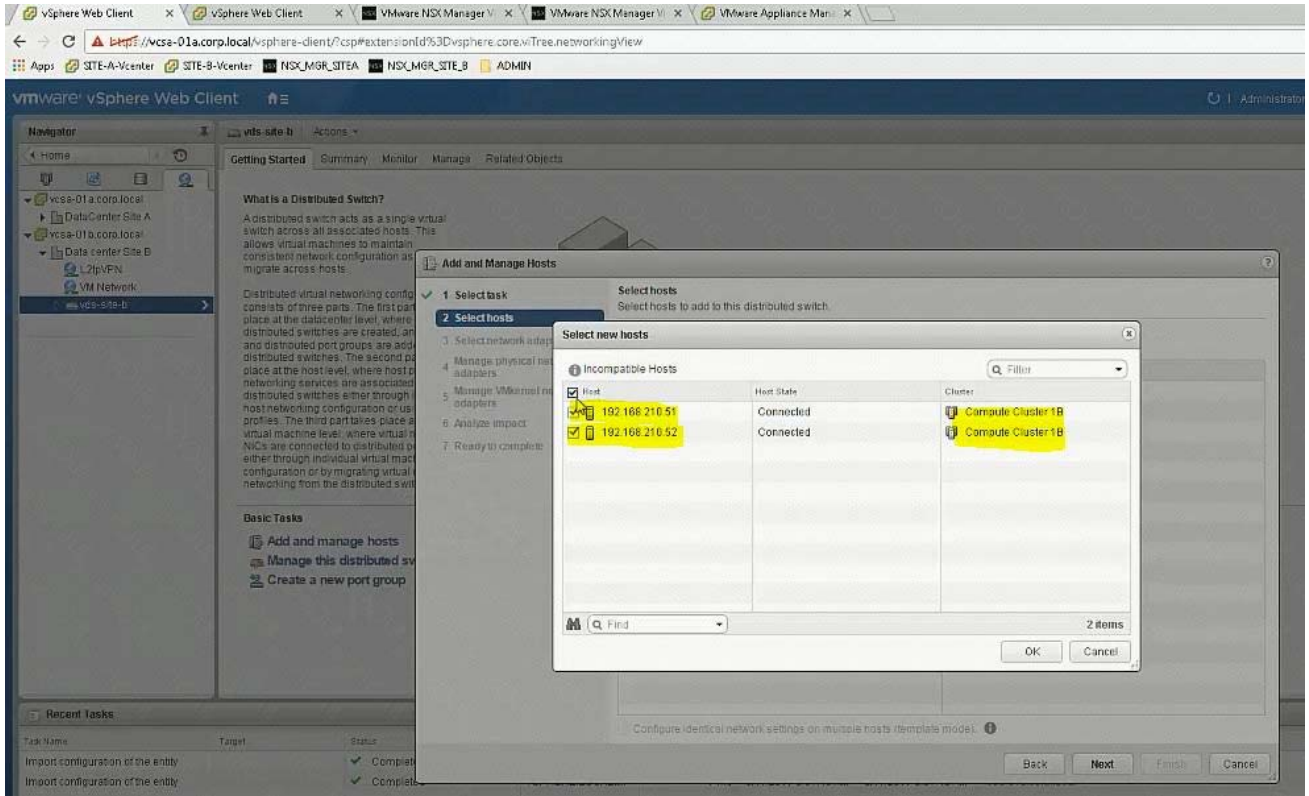 vSphere Web Client
vSphere Web Client
VMware NSX Manager V
VMware NSX Manager V
VMware Appliance Man
https://vcsa-01a.corp.local/vsphere-client/?csp#extensionId%3Dvsphere.core.viTree.networkingView
Apps SITE-A-Vcenter SITE-B-Vcenter NSX_MGR_SITEA NSX_MGR_SITE_B ADMIN
vmware® vSphere Web Client
Administrator
Navigator
Home
vcsa-01a.corp.local
DataCenter Site A
vcsa-01b.corp.local
Data center Site B
L2fpVPN
VM Network
vds-site-b
vds-site-b Actions
Getting Started Summary Monitor Manage Related Objects
What is a Distributed Switch?
A distributed switch acts as a single virtual
switch across all associated hosts. This
allows virtual machines to maintain
consistent network configuration as
migrate across hosts.
Distributed virtual networking config
consists of three parts. The first part
place at the datacenter level, where
distributed switches are created, an
and distributed port groups are add
distributed switches. The second pa
place at the host level, where host p
networking services are associated
distributed switches either through i
host networking configuration or us
profiles. The third part takes place a
virtual machine level, where virtual n
NICs are connected to distributed p
either through individual virtual mac
configuration or by migrating virtual
networking from the distributed swit
Basic Tasks
Add and manage hosts
Manage this distributed sw
Create a new port group
Add and Manage Hosts
1 Select task
2 Select hosts
3 Select network adap
4 Manage physical net
adapters
5 Manage VMkernel ne
adapters
6 Analyze impact
7 Ready to complete
Select hosts
Select hosts to add to this distributed switch.
Select new hosts
Incompatible Hosts
Filter
Host Host State Cluster
192.168.210.51 Connected Compute Cluster 1B
192.168.210.52 Connected Compute Cluster 1B
Find
2 items
OK Cancel
Configure identical network settings on multiple hosts (template mode).
Back Next Finish Cancel
Recent Tasks
Task Name Target Status
Import configuration of the entity Complet
Import configuration of the entity Complete